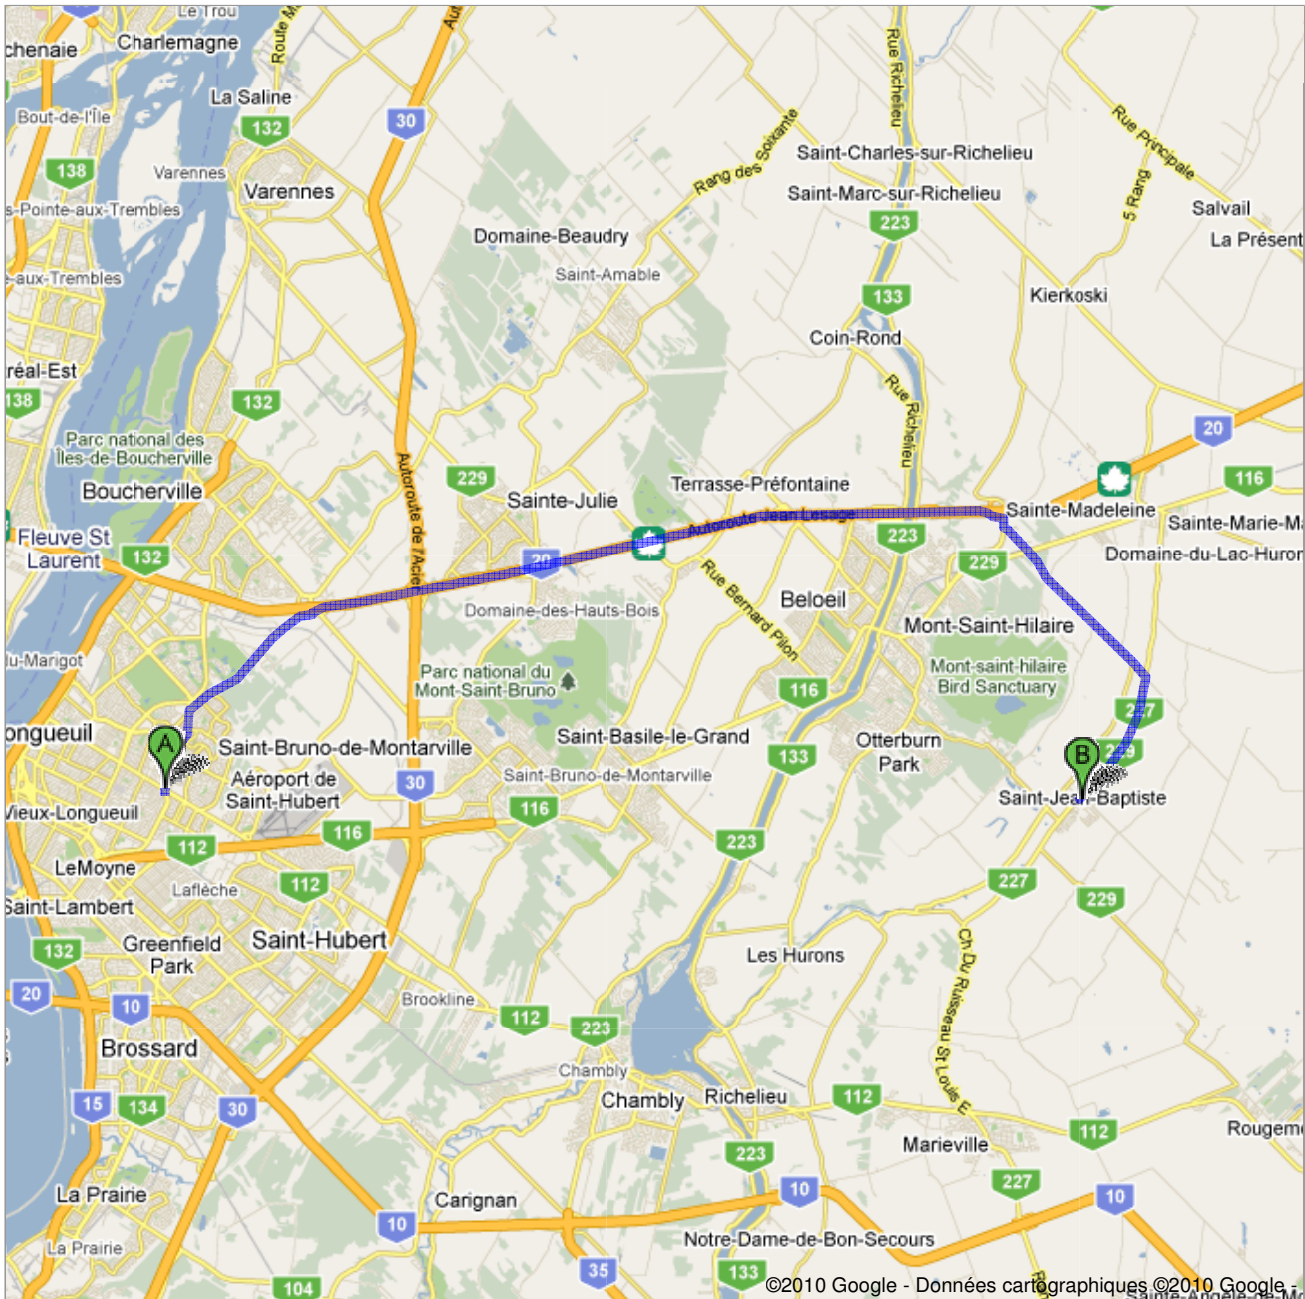 Le Trou
Route M
Aut
chenaie
Charlemagne
Rue Richelieu
La Saline
132
30
Bout-de-l'Île
Rue Principale
138
Varennes
Varennes
Rang des Soixante
Saint-Charles-sur-Richelieu
Saint-Marc-sur-Richelieu
5 Rang
s-Pointe-aux-Trembles
Salvail
223
Domaine-Beaudry
La Présent
-aux-Trembles
Saint-Amable
133
Kierkoski
Coin-Rond
réal-Est
138
132
Rue Richelieu
20
Parc national des
Îles-de-Boucherville
Boucherville
229
Sainte-Julie
Terrasse-Préfontaine
116
Autoroute de l'Acier
Autoroute Jean Lesage
Sainte-Madeleine
Sainte-Marie-Ma
Fleuve St
Laurent
132
20
223
229
Domaine-du-Lac-Huron
Rue Bernard Pilon
Domaine-des-Hauts-Bois
Beloeil
Mont-Saint-Hilaire
du-Marigot
Parc national du
Mont-Saint-Bruno
Mont-saint-hilaire
Bird Sanctuary
116
227
ongueuil
A
Saint-Bruno-de-Montarville
Saint-Basile-le-Grand
133
Otterburn
Park
B
229
Aéroport de
Saint-Hubert
30
Saint-Bruno-de-Montarville
Saint-Jean-Baptiste
Vieux-Longueuil
116
112
116
223
LeMoyne
Laflèche
112
227
229
Saint-Lambert
132
Greenfield
Park
Saint-Hubert
Les Hurons
Ch Du Ruisseau St Louis E
20
10
Brookline
112
223
Brossard
Chambly
Chambly
Richelieu
112
15
134
30
112
Rougem
Marieville
223
227
La Prairie
Carignan
10
10
10
La Prairie
Notre-Dame-de-Bon-Secours
35
133
104
©2010 Google - Données cartographiques ©2010 Google -